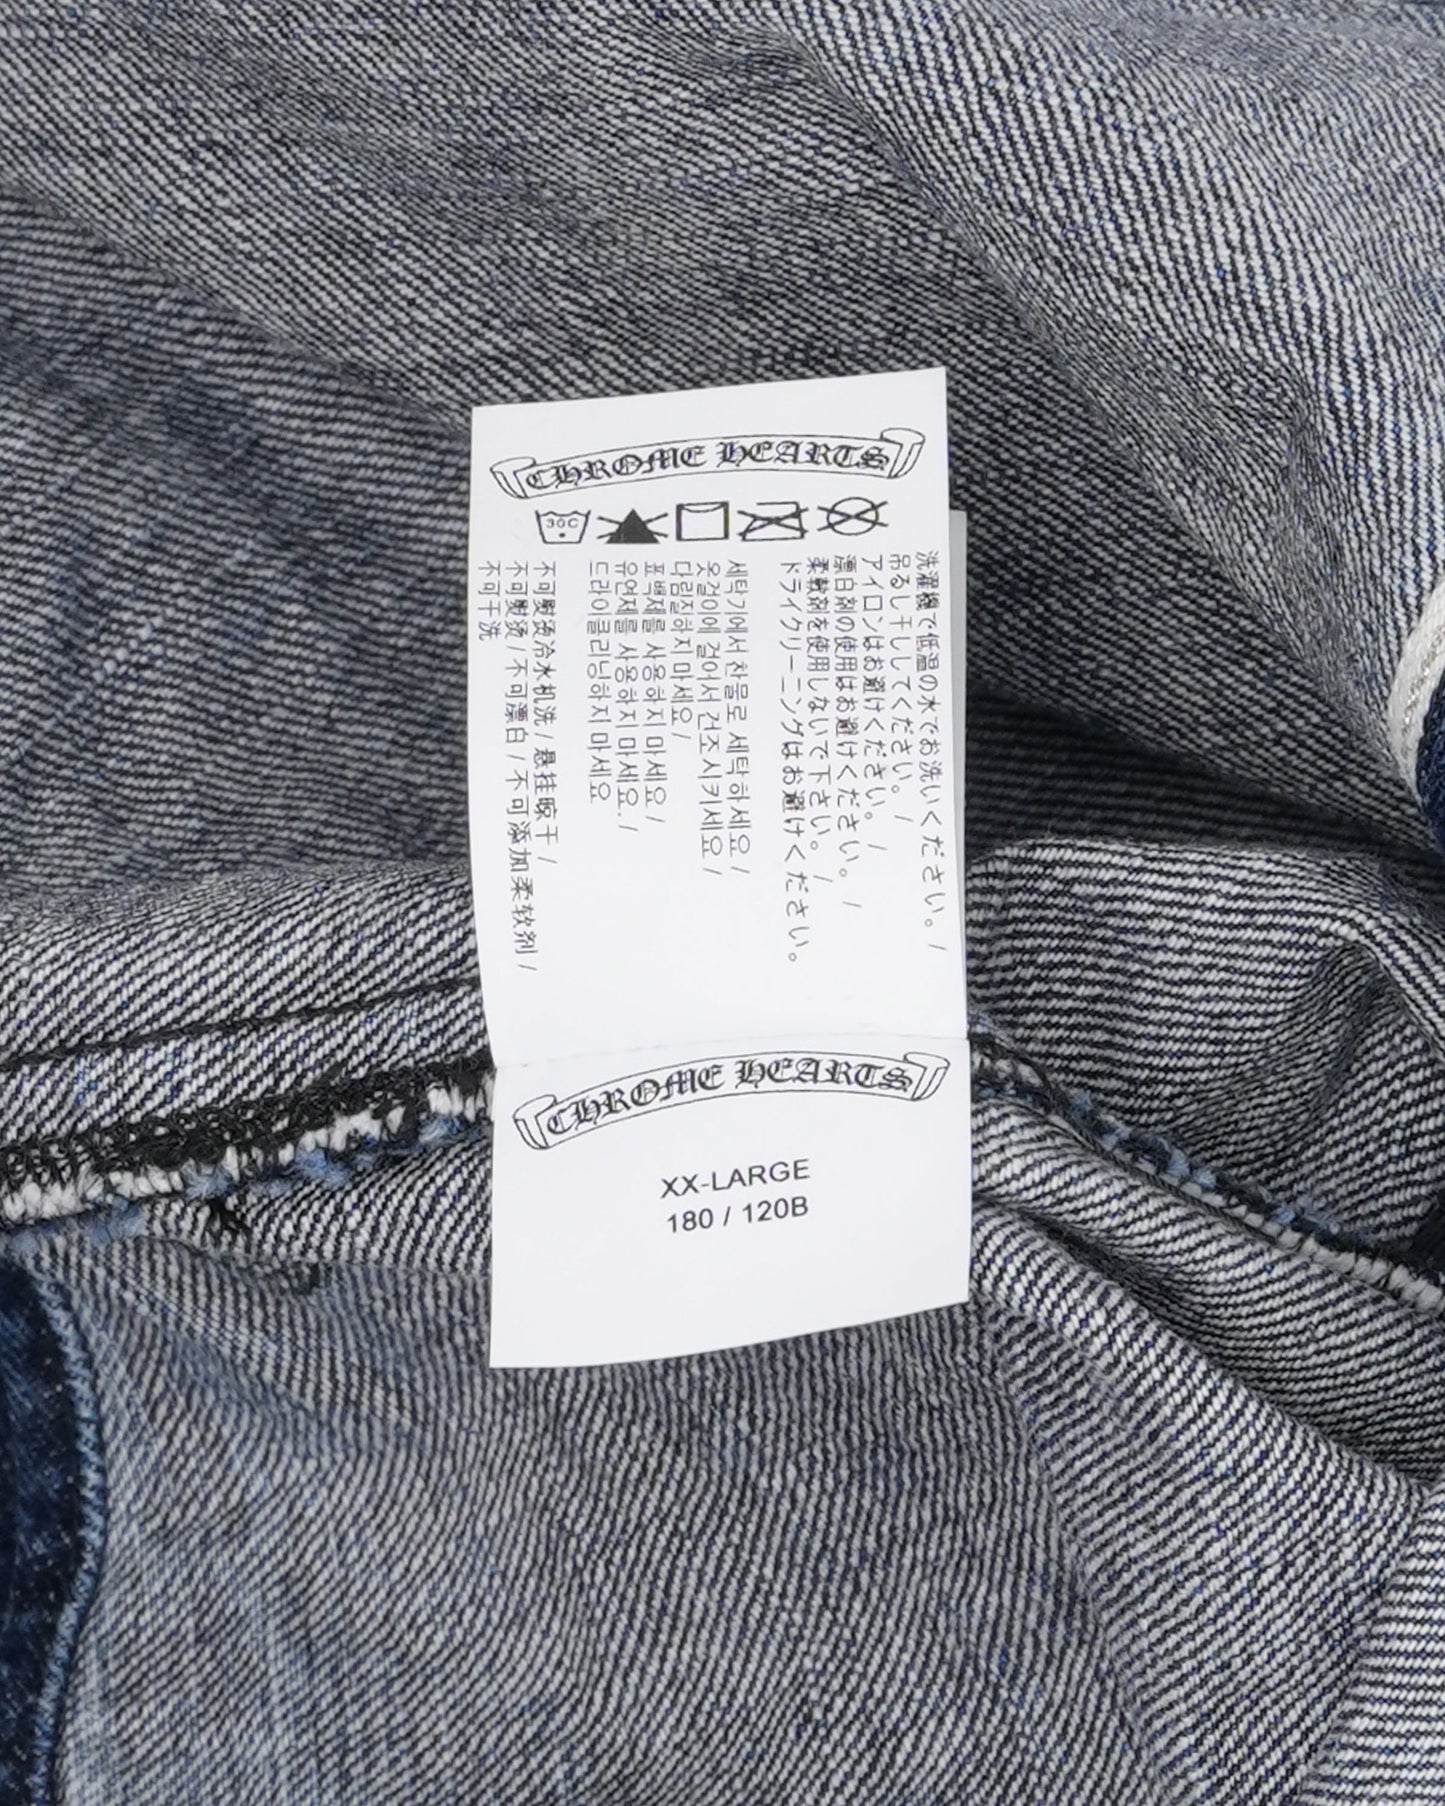 CHROME HEARTS
30C
洗濯機で低温の水でお洗いください。/
吊るし干ししてください。/
アイロンはお避けください。/
漂白剤の使用はお避けください。/
柔軟剤を使用しないで下さい。/
ドライクリーニングはお避けください。
세탁기에서 찬물로 세탁하세요/
옷걸이에 걸어서 건조시키세요/
다림질하지 마세요/
표백제를 사용하지 마세요/
유연제를 사용하지 마세요./
드라이클리닝하지 마세요
不可熨烫冷水机洗/悬挂晾干/
不可熨烫/不可漂白/不可添加柔软剂/
不可干洗
CHROME HEARTS
XX-LARGE
180 / 120B